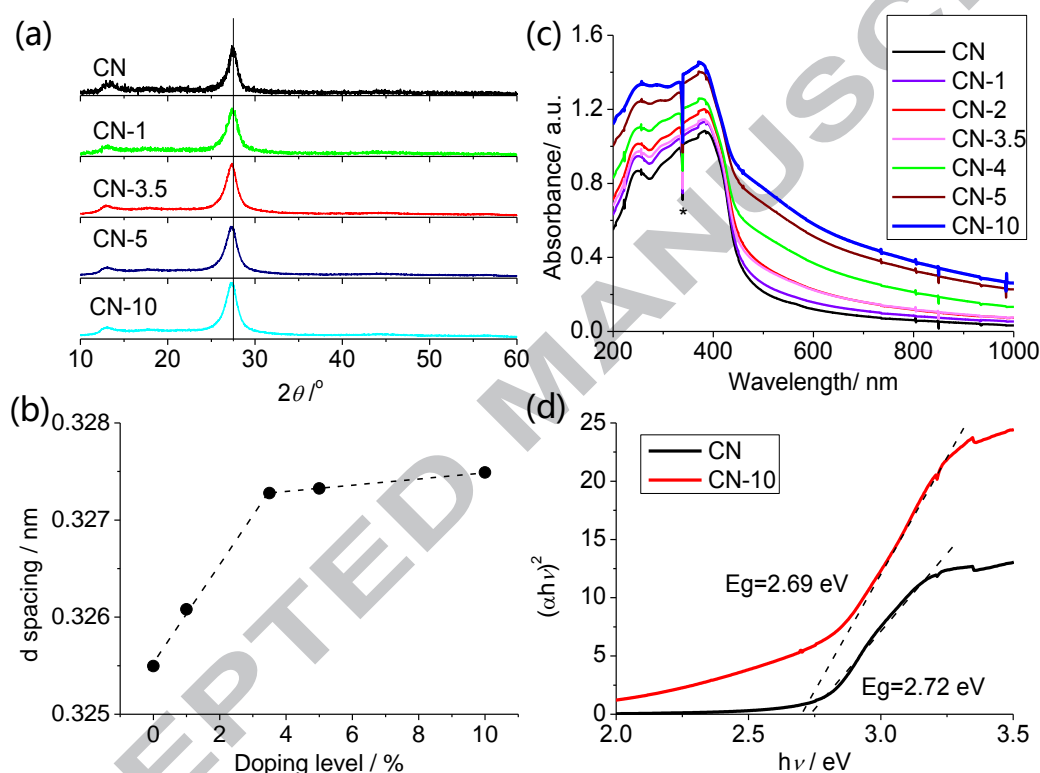 (a)
CN
CN-1
CN-3.5
CN-5
CN-10
10 20 30 40 50 60
2θ /°
(c)
1.6
1.2
0.8
0.4
0.0
Absorbance/ a.u.
*
CN
CN-1
CN-2
CN-3.5
CN-4
CN-5
CN-10
200 400 600 800 1000
Wavelength/ nm
(b)
0.328
0.327
0.326
0.325
d spacing / nm
0 2 4 6 8 10
Doping level / %
(d)
25
20
15
10
5
0
(αhν)²
CN
CN-10
Eg=2.69 eV
Eg=2.72 eV
2.0 2.5 3.0 3.5
hν / eV
EPTED MANUSC